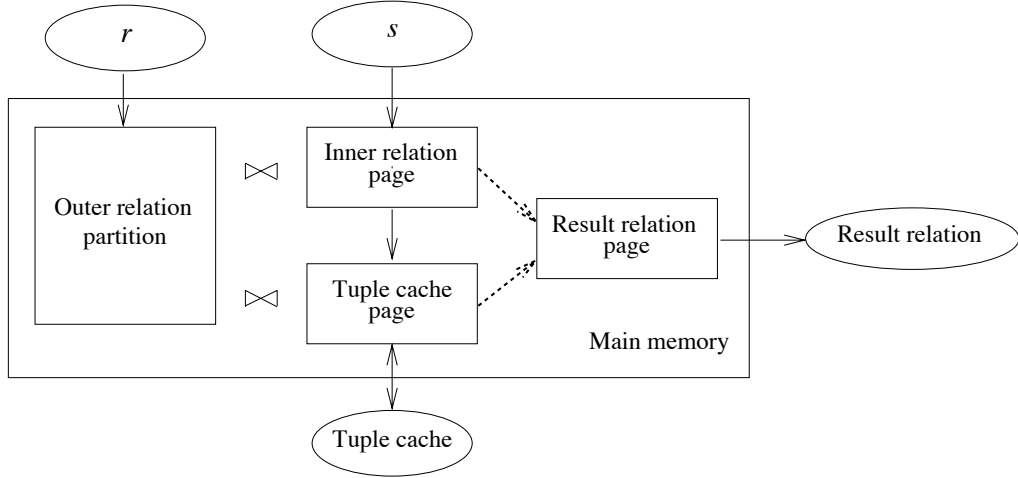 r
s
Inner relation
page
Outer relation
partition
Result relation
page
Result relation
Tuple cache
page
Main memory
Tuple cache